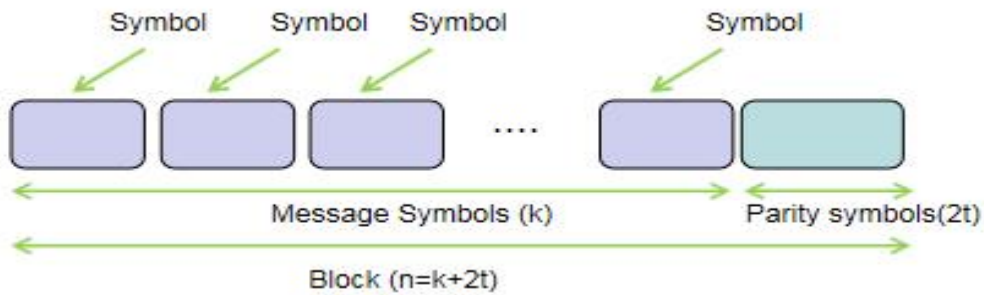 Symbol Symbol Symbol Symbol
....
Message Symbols (k) Parity symbols(2t)
Block (n=k+2t)